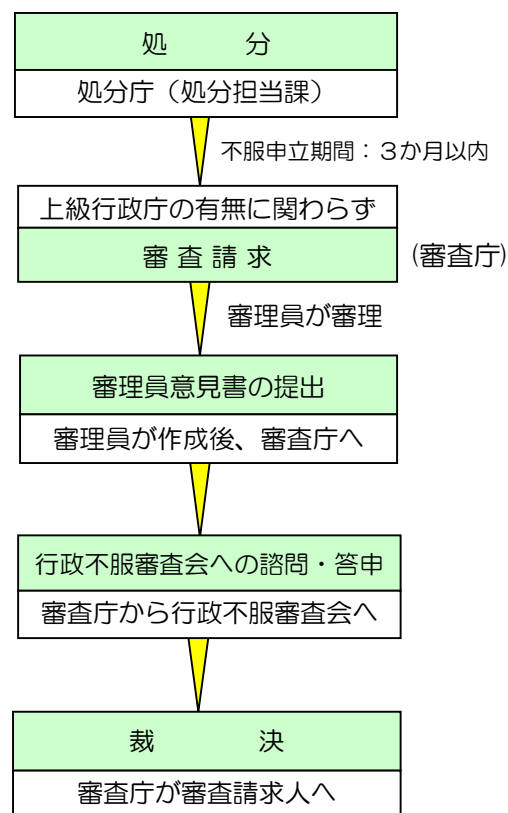 処　　分
処分庁（処分担当課）
不服申立期間：３か月以内
上級行政庁の有無に関わらず
審 査 請 求
(審査庁)
審理員が審理
審理員意見書の提出
審理員が作成後、審査庁へ
行政不服審査会への諮問・答申
審査庁から行政不服審査会へ
裁　　決
審査庁が審査請求人へ